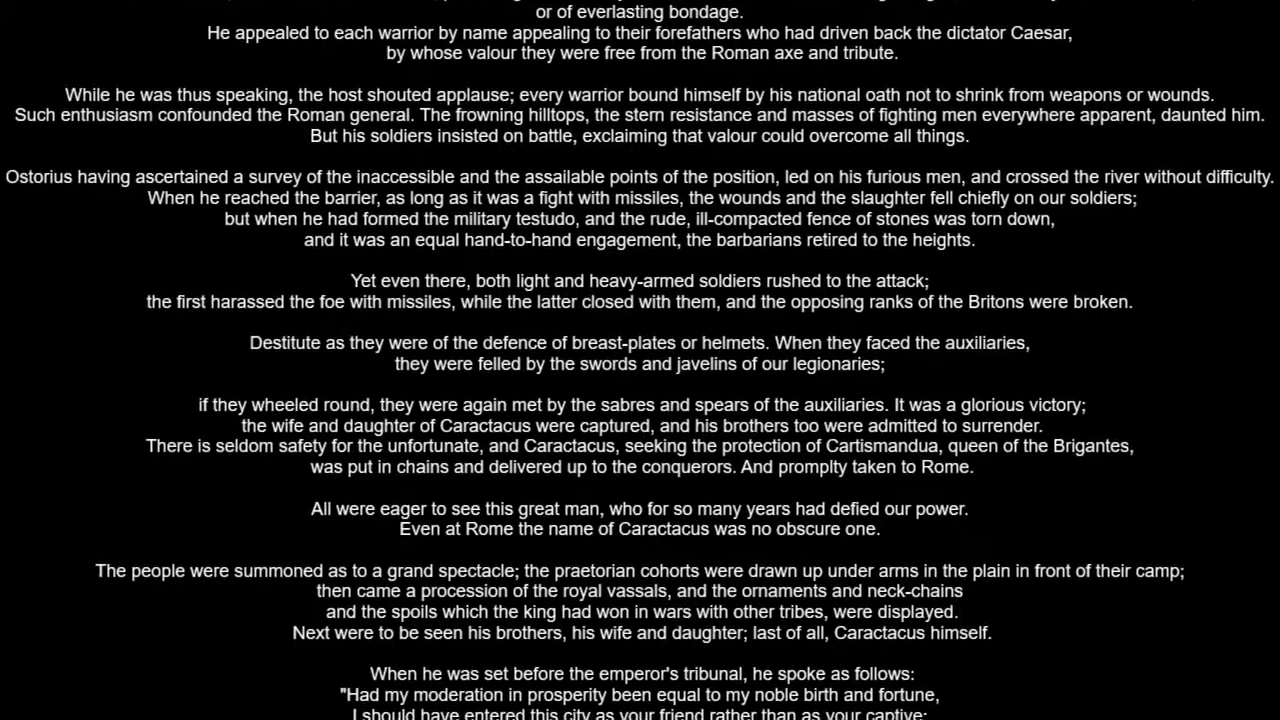 or of everlasting bondage.
He appealed to each warrior by name appealing to their forefathers who had driven back the dictator Caesar,
by whose valour they were free from the Roman axe and tribute.
While he was thus speaking, the host shouted applause; every warrior bound himself by his national oath not to shrink from weapons or wounds.
Such enthusiasm confounded the Roman general. The frowning hilltops, the stern resistance and masses of fighting men everywhere apparent, daunted him.
But his soldiers insisted on battle, exclaiming that valour could overcome all things.
Ostorius having ascertained a survey of the inaccessible and the assailable points of the position, led on his furious men, and crossed the river without difficulty.
When he reached the barrier, as long as it was a fight with missiles, the wounds and the slaughter fell chiefly on our soldiers;
but when he had formed the military testudo, and the rude, ill-compacted fence of stones was torn down,
and it was an equal hand-to-hand engagement, the barbarians retired to the heights.
Yet even there, both light and heavy-armed soldiers rushed to the attack;
the first harassed the foe with missiles, while the latter closed with them, and the opposing ranks of the Britons were broken.
Destitute as they were of the defence of breast-plates or helmets. When they faced the auxiliaries,
they were felled by the swords and javelins of our legionaries;
if they wheeled round, they were again met by the sabres and spears of the auxiliaries. It was a glorious victory;
the wife and daughter of Caractacus were captured, and his brothers too were admitted to surrender.
There is seldom safety for the unfortunate, and Caractacus, seeking the protection of Cartismandua, queen of the Brigantes,
was put in chains and delivered up to the conquerors. And promplty taken to Rome.
All were eager to see this great man, who for so many years had defied our power.
Even at Rome the name of Caractacus was no obscure one.
The people were summoned as to a grand spectacle; the praetorian cohorts were drawn up under arms in the plain in front of their camp;
then came a procession of the royal vassals, and the ornaments and neck-chains
and the spoils which the king had won in wars with other tribes, were displayed.
Next were to be seen his brothers, his wife and daughter; last of all, Caractacus himself.
When he was set before the emperor's tribunal, he spoke as follows:
"Had my moderation in prosperity been equal to my noble birth and fortune,
I should have entered this city as your friend rather than as your captive;